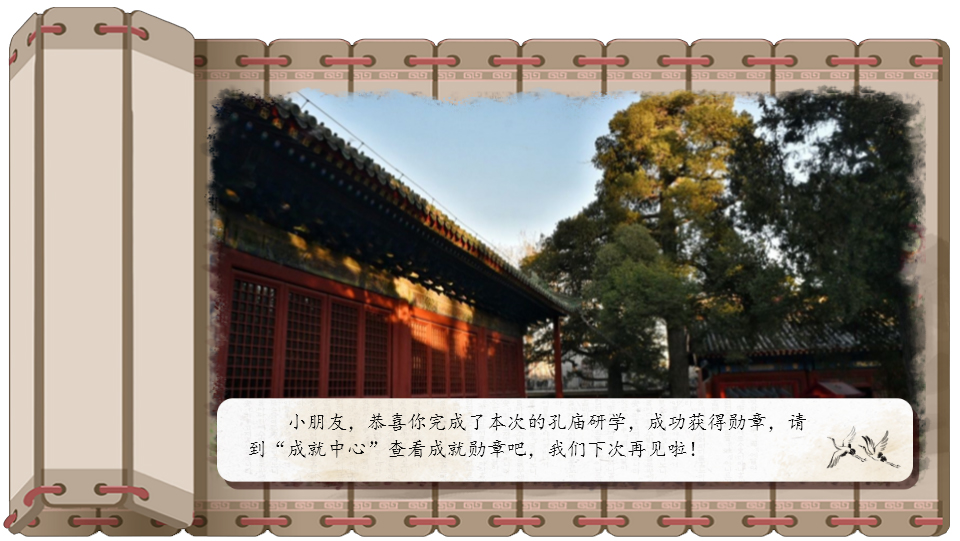 小朋友，恭喜你完成了本次的孔庙研学，成功获得勋章，请
到“成就中心”查看成就勋章吧，我们下次再见啦！